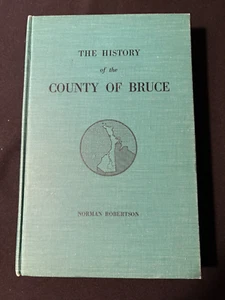 THE HISTORY
of the
COUNTY OF BRUCE
NORMAN ROBERTSON